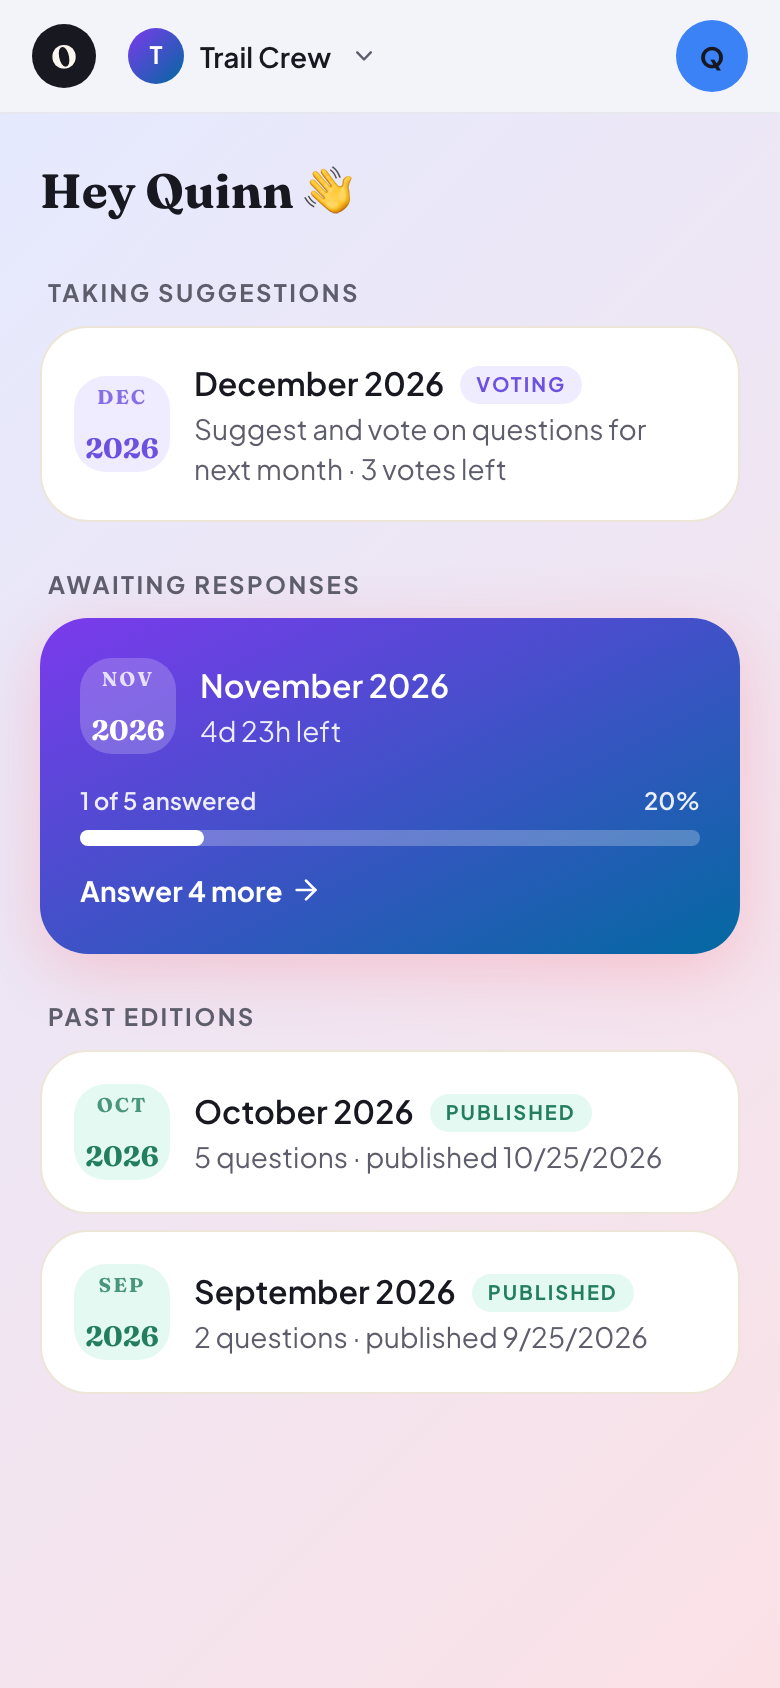 O
T
Trail Crew
Q
Hey Quinn 👋
TAKING SUGGESTIONS
DEC
2026
December 2026
VOTING
Suggest and vote on questions for
next month · 3 votes left
AWAITING RESPONSES
NOV
2026
November 2026
4d 23h left
1 of 5 answered
20%
Answer 4 more →
PAST EDITIONS
OCT
2026
October 2026
PUBLISHED
5 questions · published 10/25/2026
SEP
2026
September 2026
PUBLISHED
2 questions · published 9/25/2026